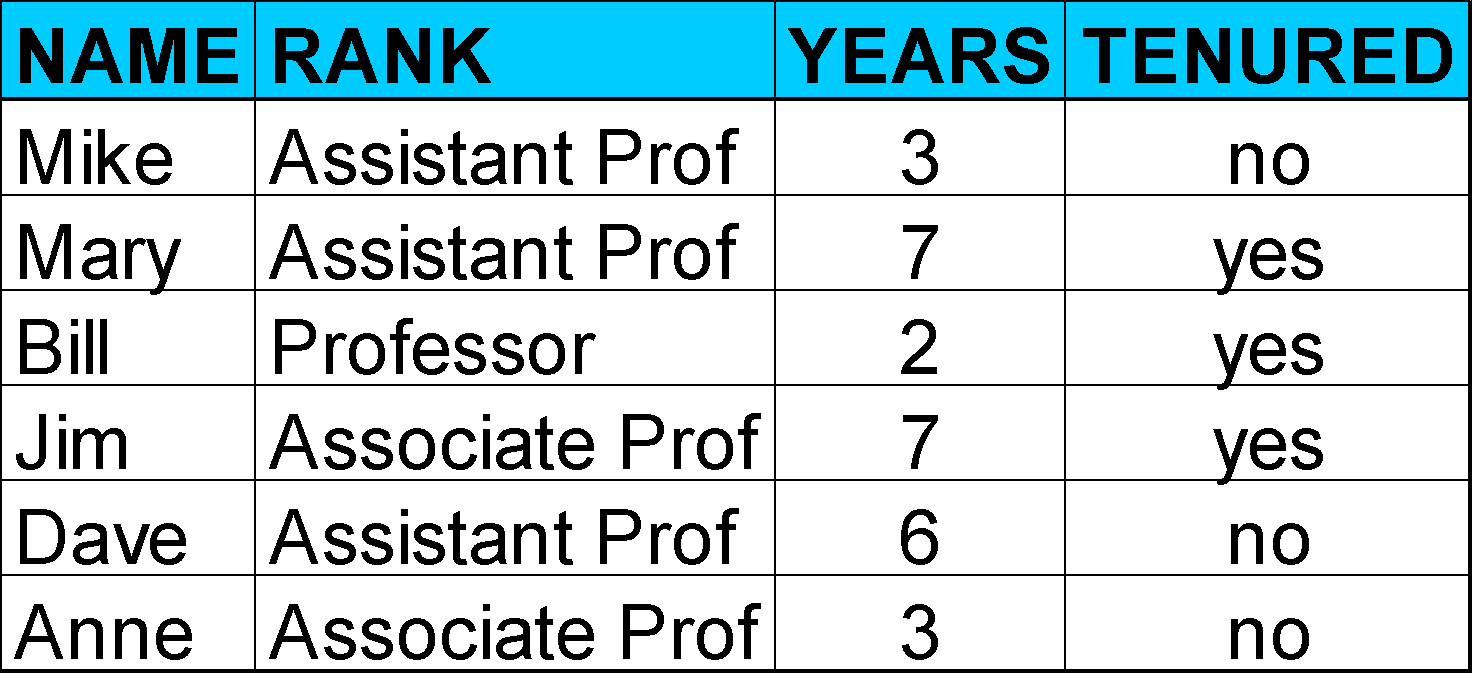 NAME RANK YEARS TENURED
Mike Assistant Prof 3 no
Mary Assistant Prof 7 yes
Bill Professor 2 yes
Jim Associate Prof 7 yes
Dave Assistant Prof 6 no
Anne Associate Prof 3 no